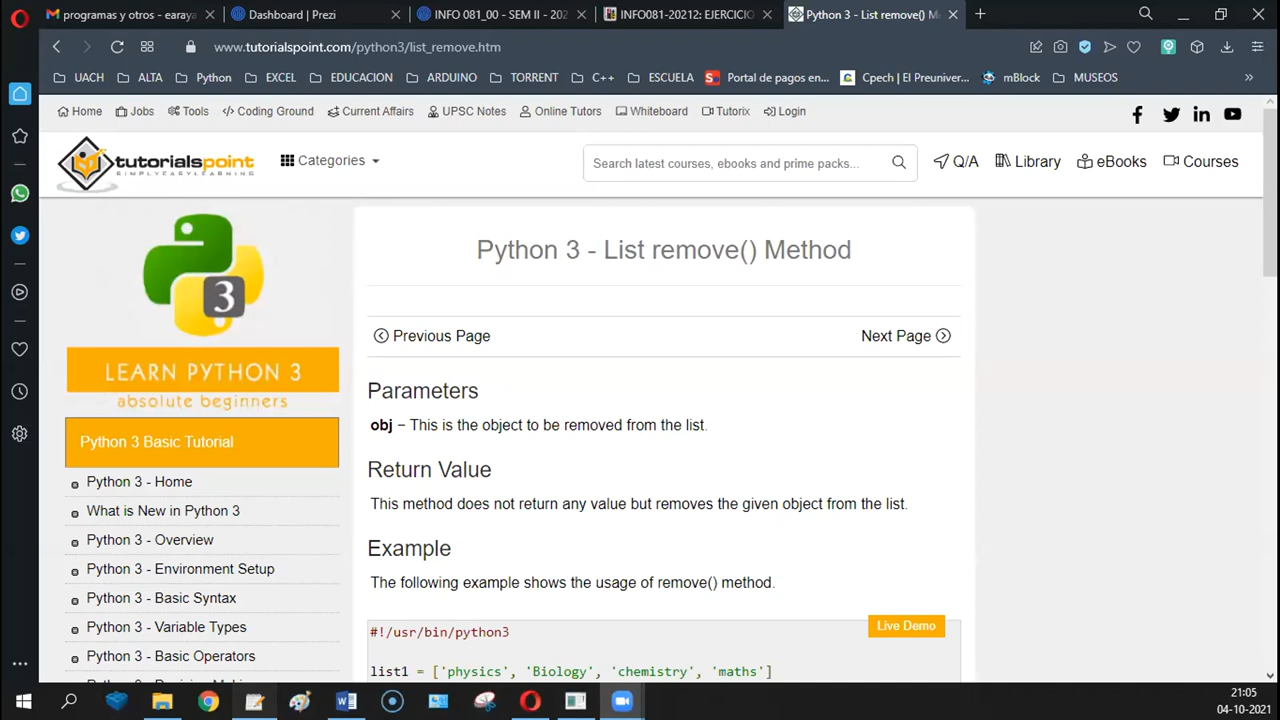 programas y otros - earaya
Dashboard | Prezi
INFO 081_00 - SEM II - 202
INFO081-20212: EJERCICIO
Python 3 - List remove() M
www.tutorialspoint.com/python3/list_remove.htm
UACH
ALTA
Python
EXCEL
EDUCACION
ARDUINO
TORRENT
C++
ESCUELA
Portal de pagos en...
Cpech | El Preuniver...
mBlock
MUSEOS
Home
Jobs
Tools
Coding Ground
Current Affairs
UPSC Notes
Online Tutors
Whiteboard
Tutorix
Login
tutorialspoint
SIMPLYEASYLEARNING
Categories
Search latest courses, ebooks and prime packs...
Q/A
Library
eBooks
Courses
3
LEARN PYTHON 3
absolute beginners
Python 3 Basic Tutorial
Python 3 - Home
What is New in Python 3
Python 3 - Overview
Python 3 - Environment Setup
Python 3 - Basic Syntax
Python 3 - Variable Types
Python 3 - Basic Operators
Python 3 - List remove() Method
Previous Page
Next Page
Parameters
obj − This is the object to be removed from the list.
Return Value
This method does not return any value but removes the given object from the list.
Example
The following example shows the usage of remove() method.
Live Demo
#!/usr/bin/python3
list1 = ['physics', 'Biology', 'chemistry', 'maths']
21:05
04-10-2021